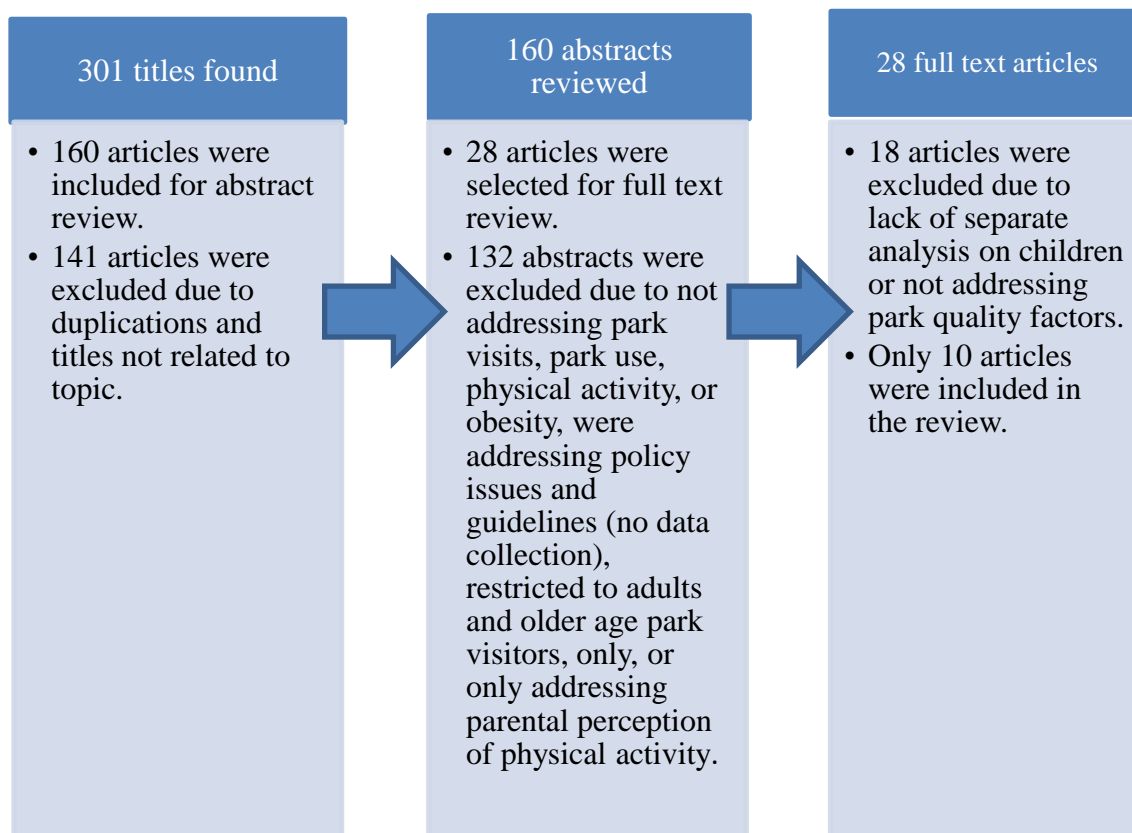 301 titles found
• 160 articles were
included for abstract
review.
• 141 articles were
excluded due to
duplications and
titles not related to
topic.
160 abstracts
reviewed
• 28 articles were
selected for full text
review.
• 132 abstracts were
excluded due to not
addressing park
visits, park use,
physical activity, or
obesity, were
addressing policy
issues and
guidelines (no data
collection),
restricted to adults
and older age park
visitors, only, or
only addressing
parental perception
of physical activity.
28 full text articles
• 18 articles were
excluded due to
lack of separate
analysis on children
or not addressing
park quality factors.
• Only 10 articles
were included in
the review.